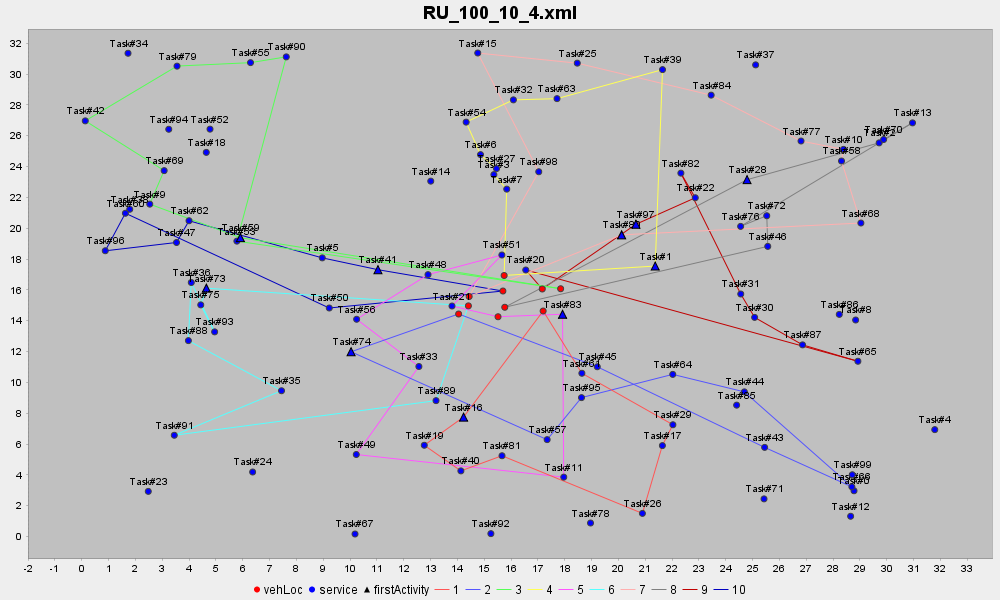 RU_100_10_4.xml
Task#34
Task#15
Task#90
Task#55
Task#79
Task#25
Task#39
Task#37
Task#84
Task#32
Task#63
Task#42
Task#54
Task#13
Task#94
Task#52
Task#70
Task#77
Task#10
Task#18
Task#6
Task#58
Task#27
Task#3
Task#98
Task#69
Task#82
Task#28
Task#14
Task#7
Task#22
Task#9
Task#62
Task#72
Task#76
Task#68
Task#97
Task#59
Task#47
Task#96
Task#46
Task#51
Task#5
Task#41
Task#1
Task#48
Task#20
Task#36
Task#73
Task#31
Task#75
Task#50
Task#83
Task#86
Task#8
Task#56
Task#30
Task#93
Task#88
Task#74
Task#87
Task#65
Task#33
Task#45
Task#64
Task#35
Task#44
Task#89
Task#95
Task#85
Task#16
Task#29
Task#4
Task#91
Task#57
Task#19
Task#17
Task#43
Task#49
Task#81
Task#40
Task#24
Task#11
Task#99
Task#23
Task#0
Task#71
Task#26
Task#12
Task#78
Task#67
Task#92
32
30
28
26
24
22
20
18
16
14
12
10
8
6
4
2
0
-2 -1 0 1 2 3 4 5 6 7 8 9 10 11 12 13 14 15 16 17 18 19 20 21 22 23 24 25 26 27 28 29 30 31 32 33
vehLoc service firstActivity 1 2 3 4 5 6 7 8 9 10